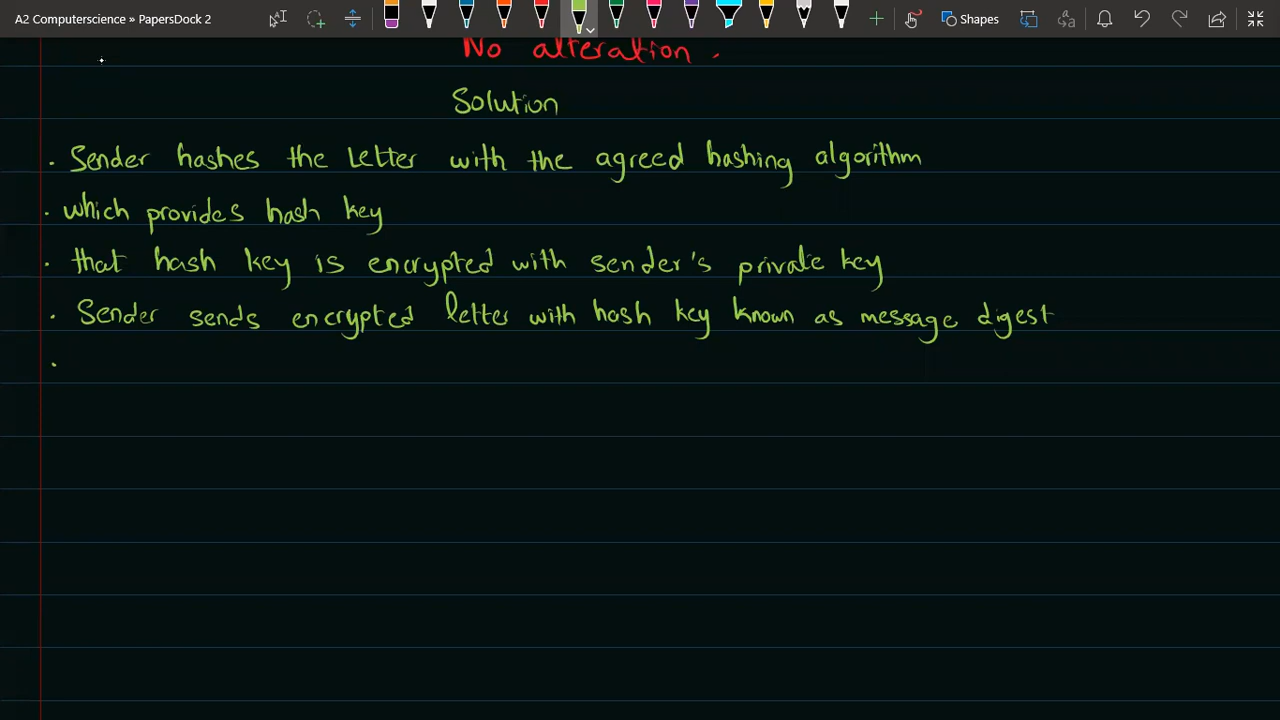 A2 Computerscience » PapersDock 2
Shapes
No alteration .
Solution
. Sender hashes the Letter with the agreed hashing algorithm
. which provides hash key
. that hash key is encrypted with sender's private key
. Sender sends encrypted letter with hash key known as message digest
.